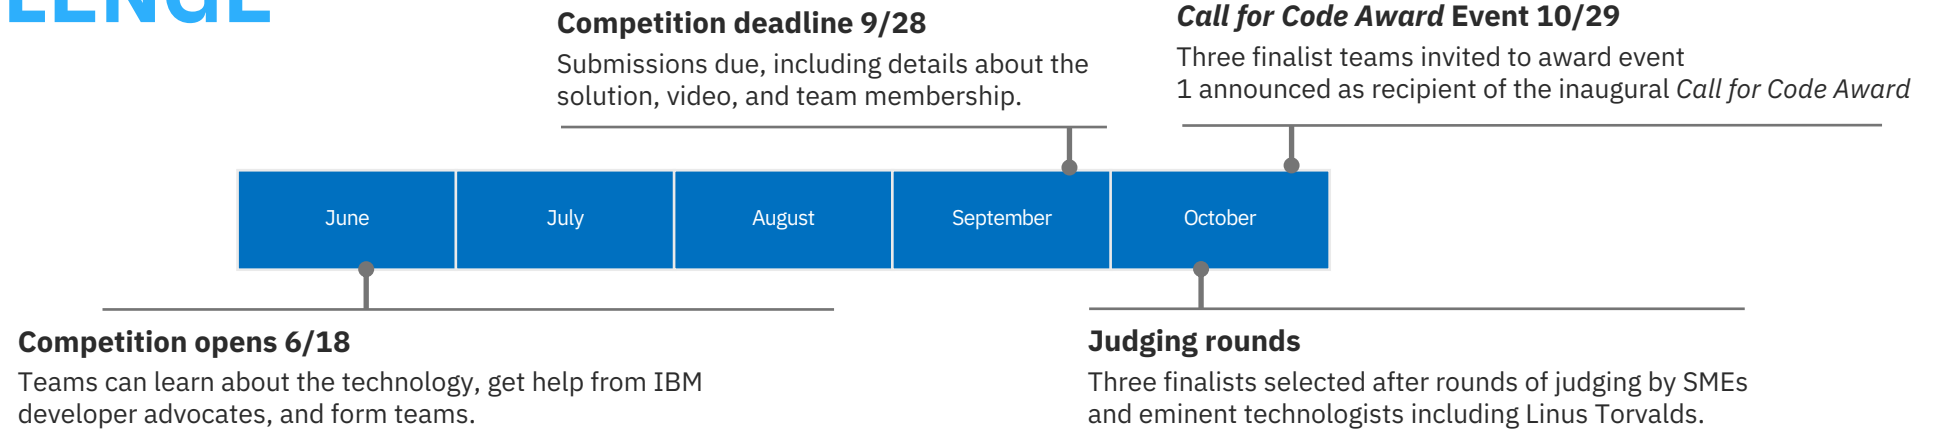 LENGE
Competition deadline 9/28
Submissions due, including details about the
solution, video, and team membership.
Call for Code Award Event 10/29
Three finalist teams invited to award event
1 announced as recipient of the inaugural Call for Code Award
June
July
August
September
October
Competition opens 6/18
Teams can learn about the technology, get help from IBM
developer advocates, and form teams.
Judging rounds
Three finalists selected after rounds of judging by SMEs
and eminent technologists including Linus Torvalds.